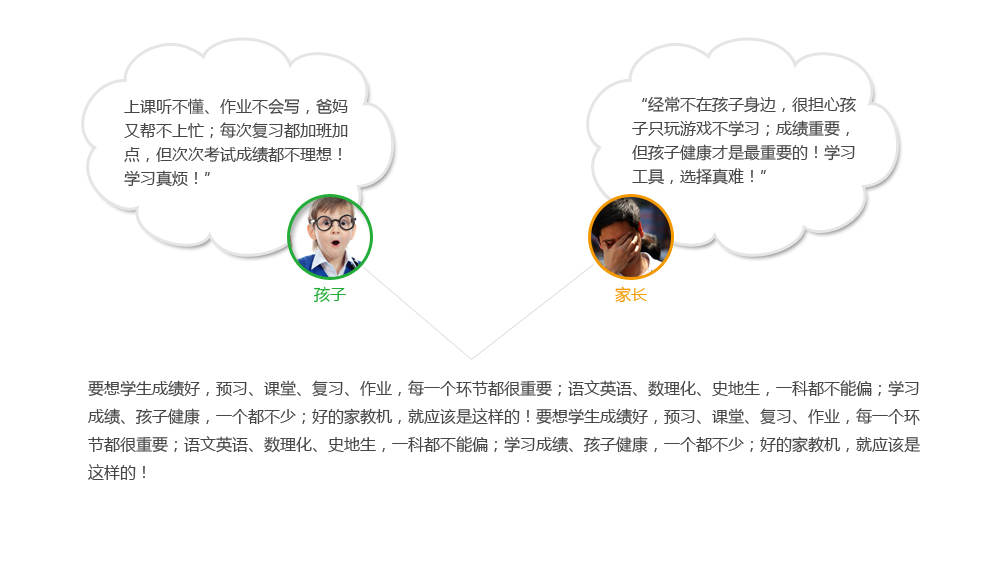 上课听不懂、作业不会写，爸妈
又帮不上忙；每次复习都加班加
点，但次次考试成绩都不理想！
学习真烦！”
孩子
“经常不在孩子身边，很担心孩
子只玩游戏不学习；成绩重要，
但孩子健康才是最重要的！学习
工具，选择真难！”
家长
要想学生成绩好，预习、课堂、复习、作业，每一个环节都很重要；语文英语、数理化、史地生，一科都不能偏；学习
成绩、孩子健康，一个都不少；好的家教机，就应该是这样的！要想学生成绩好，预习、课堂、复习、作业，每一个环
节都很重要；语文英语、数理化、史地生，一科都不能偏；学习成绩、孩子健康，一个都不少；好的家教机，就应该是
这样的！